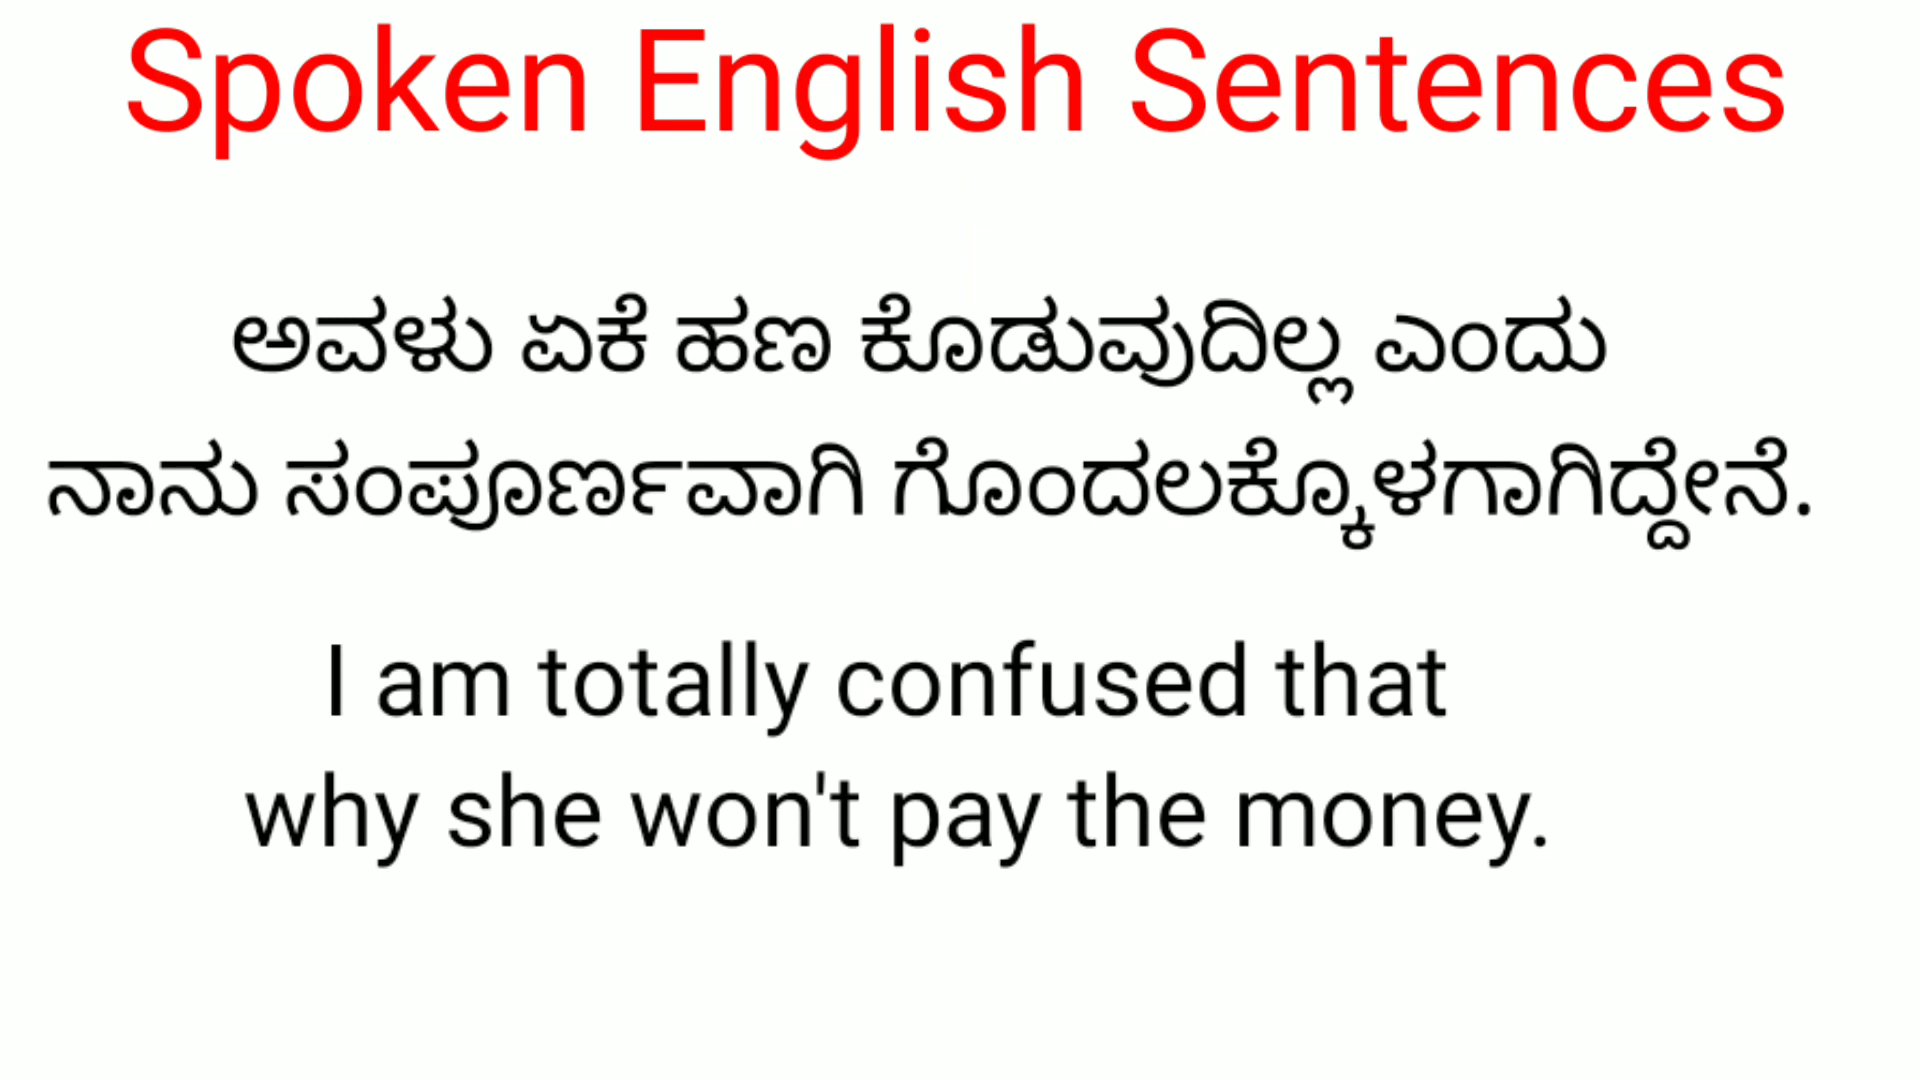 Spoken English Sentences
ಅವಳು ಏಕೆ ಹಣ ಕೊಡುವುದಿಲ್ಲ ಎಂದು
ನಾನು ಸಂಪೂರ್ಣವಾಗಿ ಗೊಂದಲಕ್ಕೊಳಗಾಗಿದ್ದೇನೆ.
I am totally confused that
why she won't pay the money.